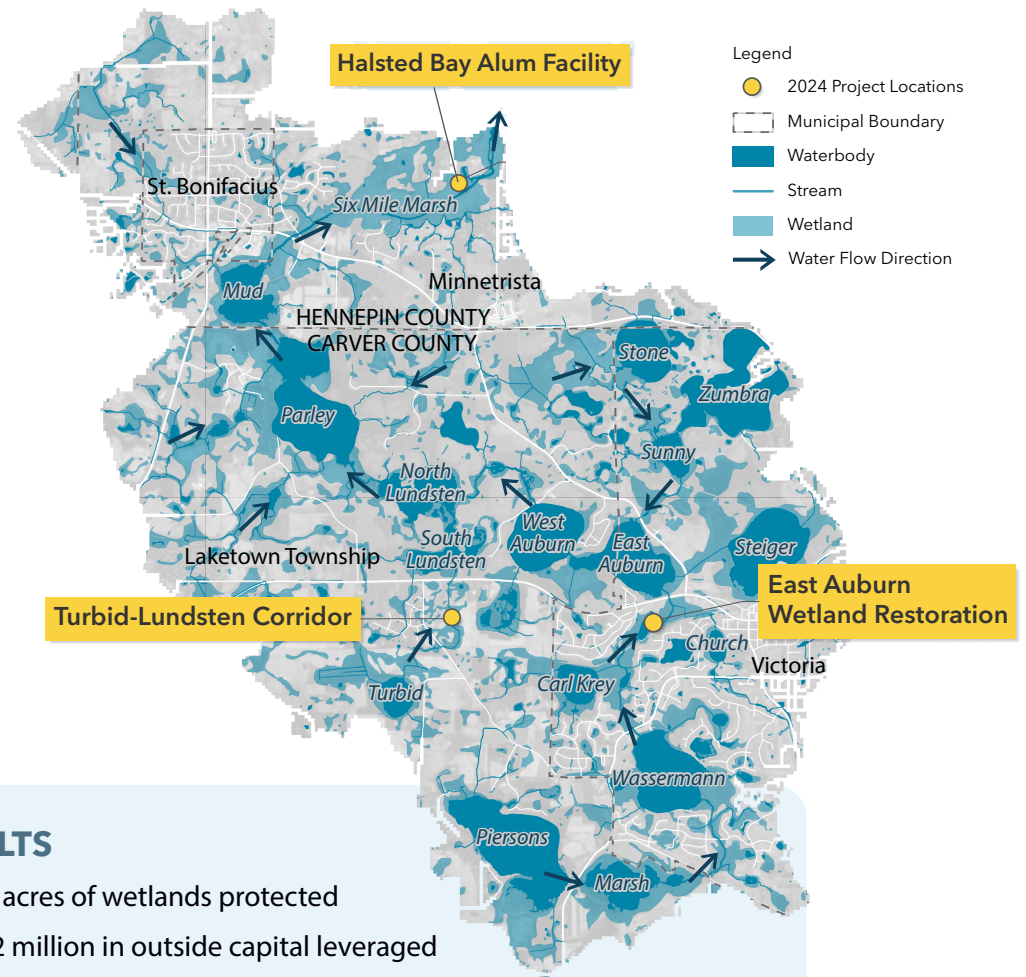 Halsted Bay Alum Facility
Legend
2024 Project Locations
Municipal Boundary
Waterbody
Stream
Wetland
Water Flow Direction
St. Bonifacius
Six Mile Marsh
Minnetrista
Mud
HENNEPIN COUNTY
CARVER COUNTY
Stone
Zumbra
Parley
Sunny
North
Lundsten
West
Auburn
South
Lundsten
East
Auburn
Steiger
Laketown Township
East Auburn
Wetland Restoration
Turbid-Lundsten Corridor
Church
Victoria
Carl Krey
Turbid
Wassermann
Piersons
Marsh
LTS
acres of wetlands protected
2 million in outside capital leveraged